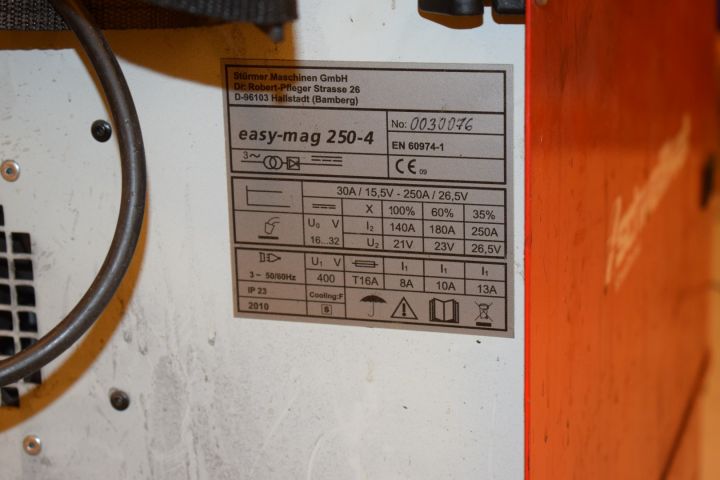 Stürmer Maschinen GmbH
Dr. Robert-Pfleger Strasse 26
D-96103 Hallstadt (Bamberg)
easy-mag 250-4
No: 0030076
EN 60974-1
3~
CE 09
30A / 15,5V - 250A / 26,5V
X 100% 60% 35%
U₀ V I₂ 140A 180A 250A
16...32 U₂ 21V 23V 26,5V
U₁ V I₁ I₁ I₁
3~ 50/60Hz 400 T16A 8A 10A 13A
IP 23 Cooling:F
2010 S